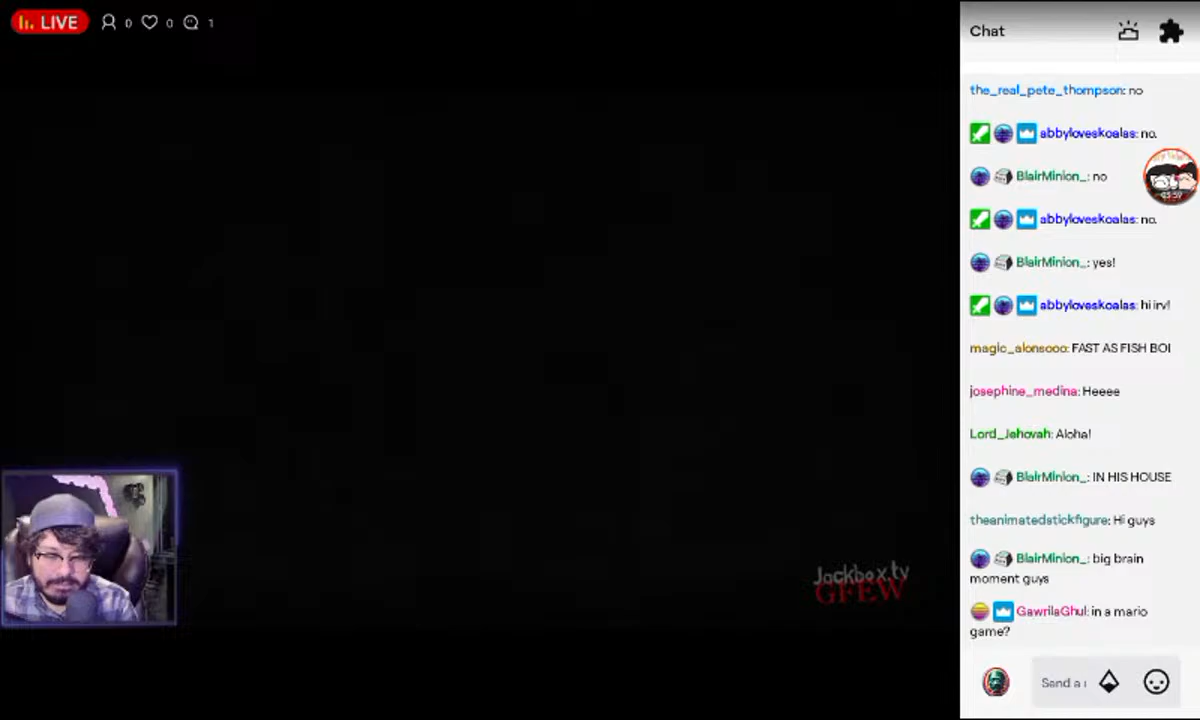 LIVE 0 0 1
Chat
the_real_pete_thompson: no
abbyloveskoalas: no.
BlairMinion_: no
abbyloveskoalas: no.
BlairMinion_: yes!
abbyloveskoalas: hi irv!
magic_alonsooo: FAST AS FISH BOI
josephine_medina: Heeee
Lord_Jehovah: Aloha!
BlairMinion_: IN HIS HOUSE
theanimatedstickfigure: Hi guys
BlairMinion_: big brain
moment guys
GawrilaGhul: in a mario
game?
Jackbox.tv
GFEW
Send a